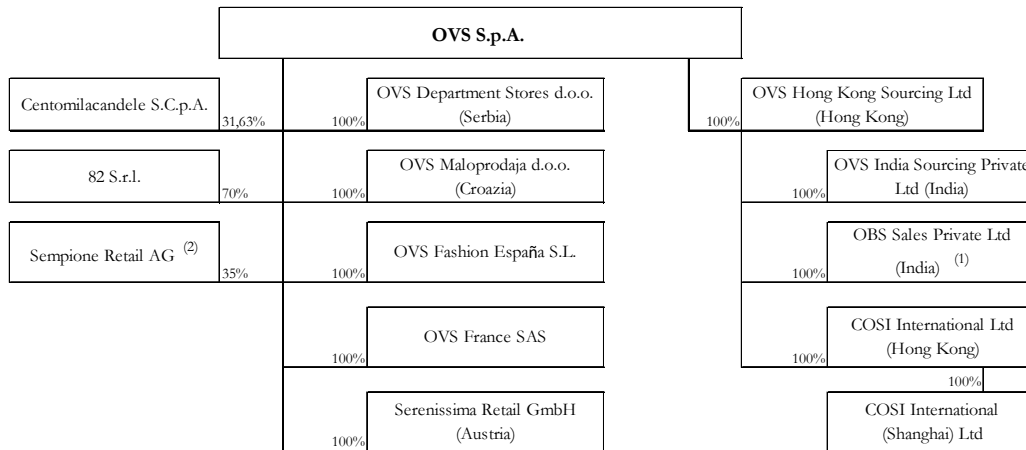 OVS S.p.A.
Centomilacandele S.C.p.A.
31,63%
82 S.r.l.
70%
Sempione Retail AG (2)
35%
100%
OVS Department Stores d.o.o.
(Serbia)
100%
OVS Maloprodaja d.o.o.
(Croazia)
100%
OVS Fashion España S.L.
100%
OVS France SAS
100%
Serenissima Retail GmbH
(Austria)
100%
OVS Hong Kong Sourcing Ltd
(Hong Kong)
100%
OVS India Sourcing Private
Ltd (India)
100%
OBS Sales Private Ltd
(India) (1)
100%
COSI International Ltd
(Hong Kong)
100%
COSI International
(Shanghai) Ltd